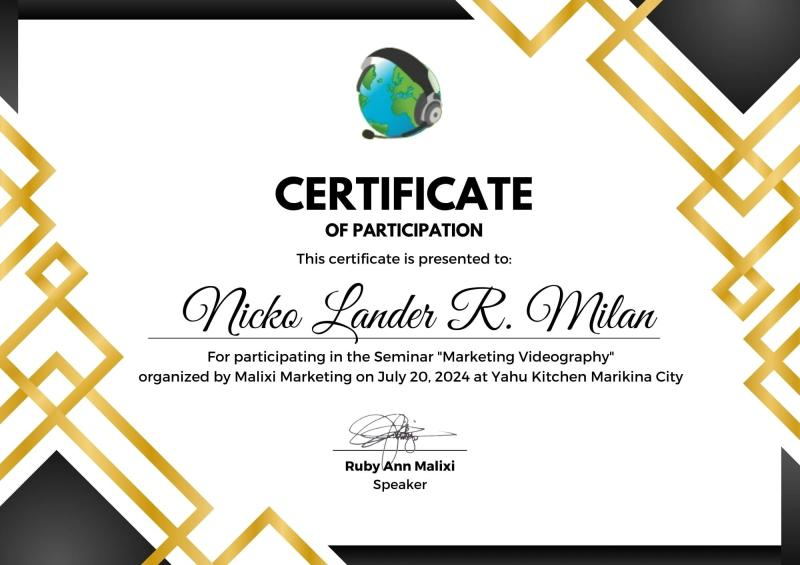 CERTIFICATE
OF PARTICIPATION
This certificate is presented to:
Nicko Lander R. Milan
For participating in the Seminar "Marketing Videography"
organized by Malixi Marketing on July 20, 2024 at Yahu Kitchen Marikina City
Ruby Ann Malixi
Speaker